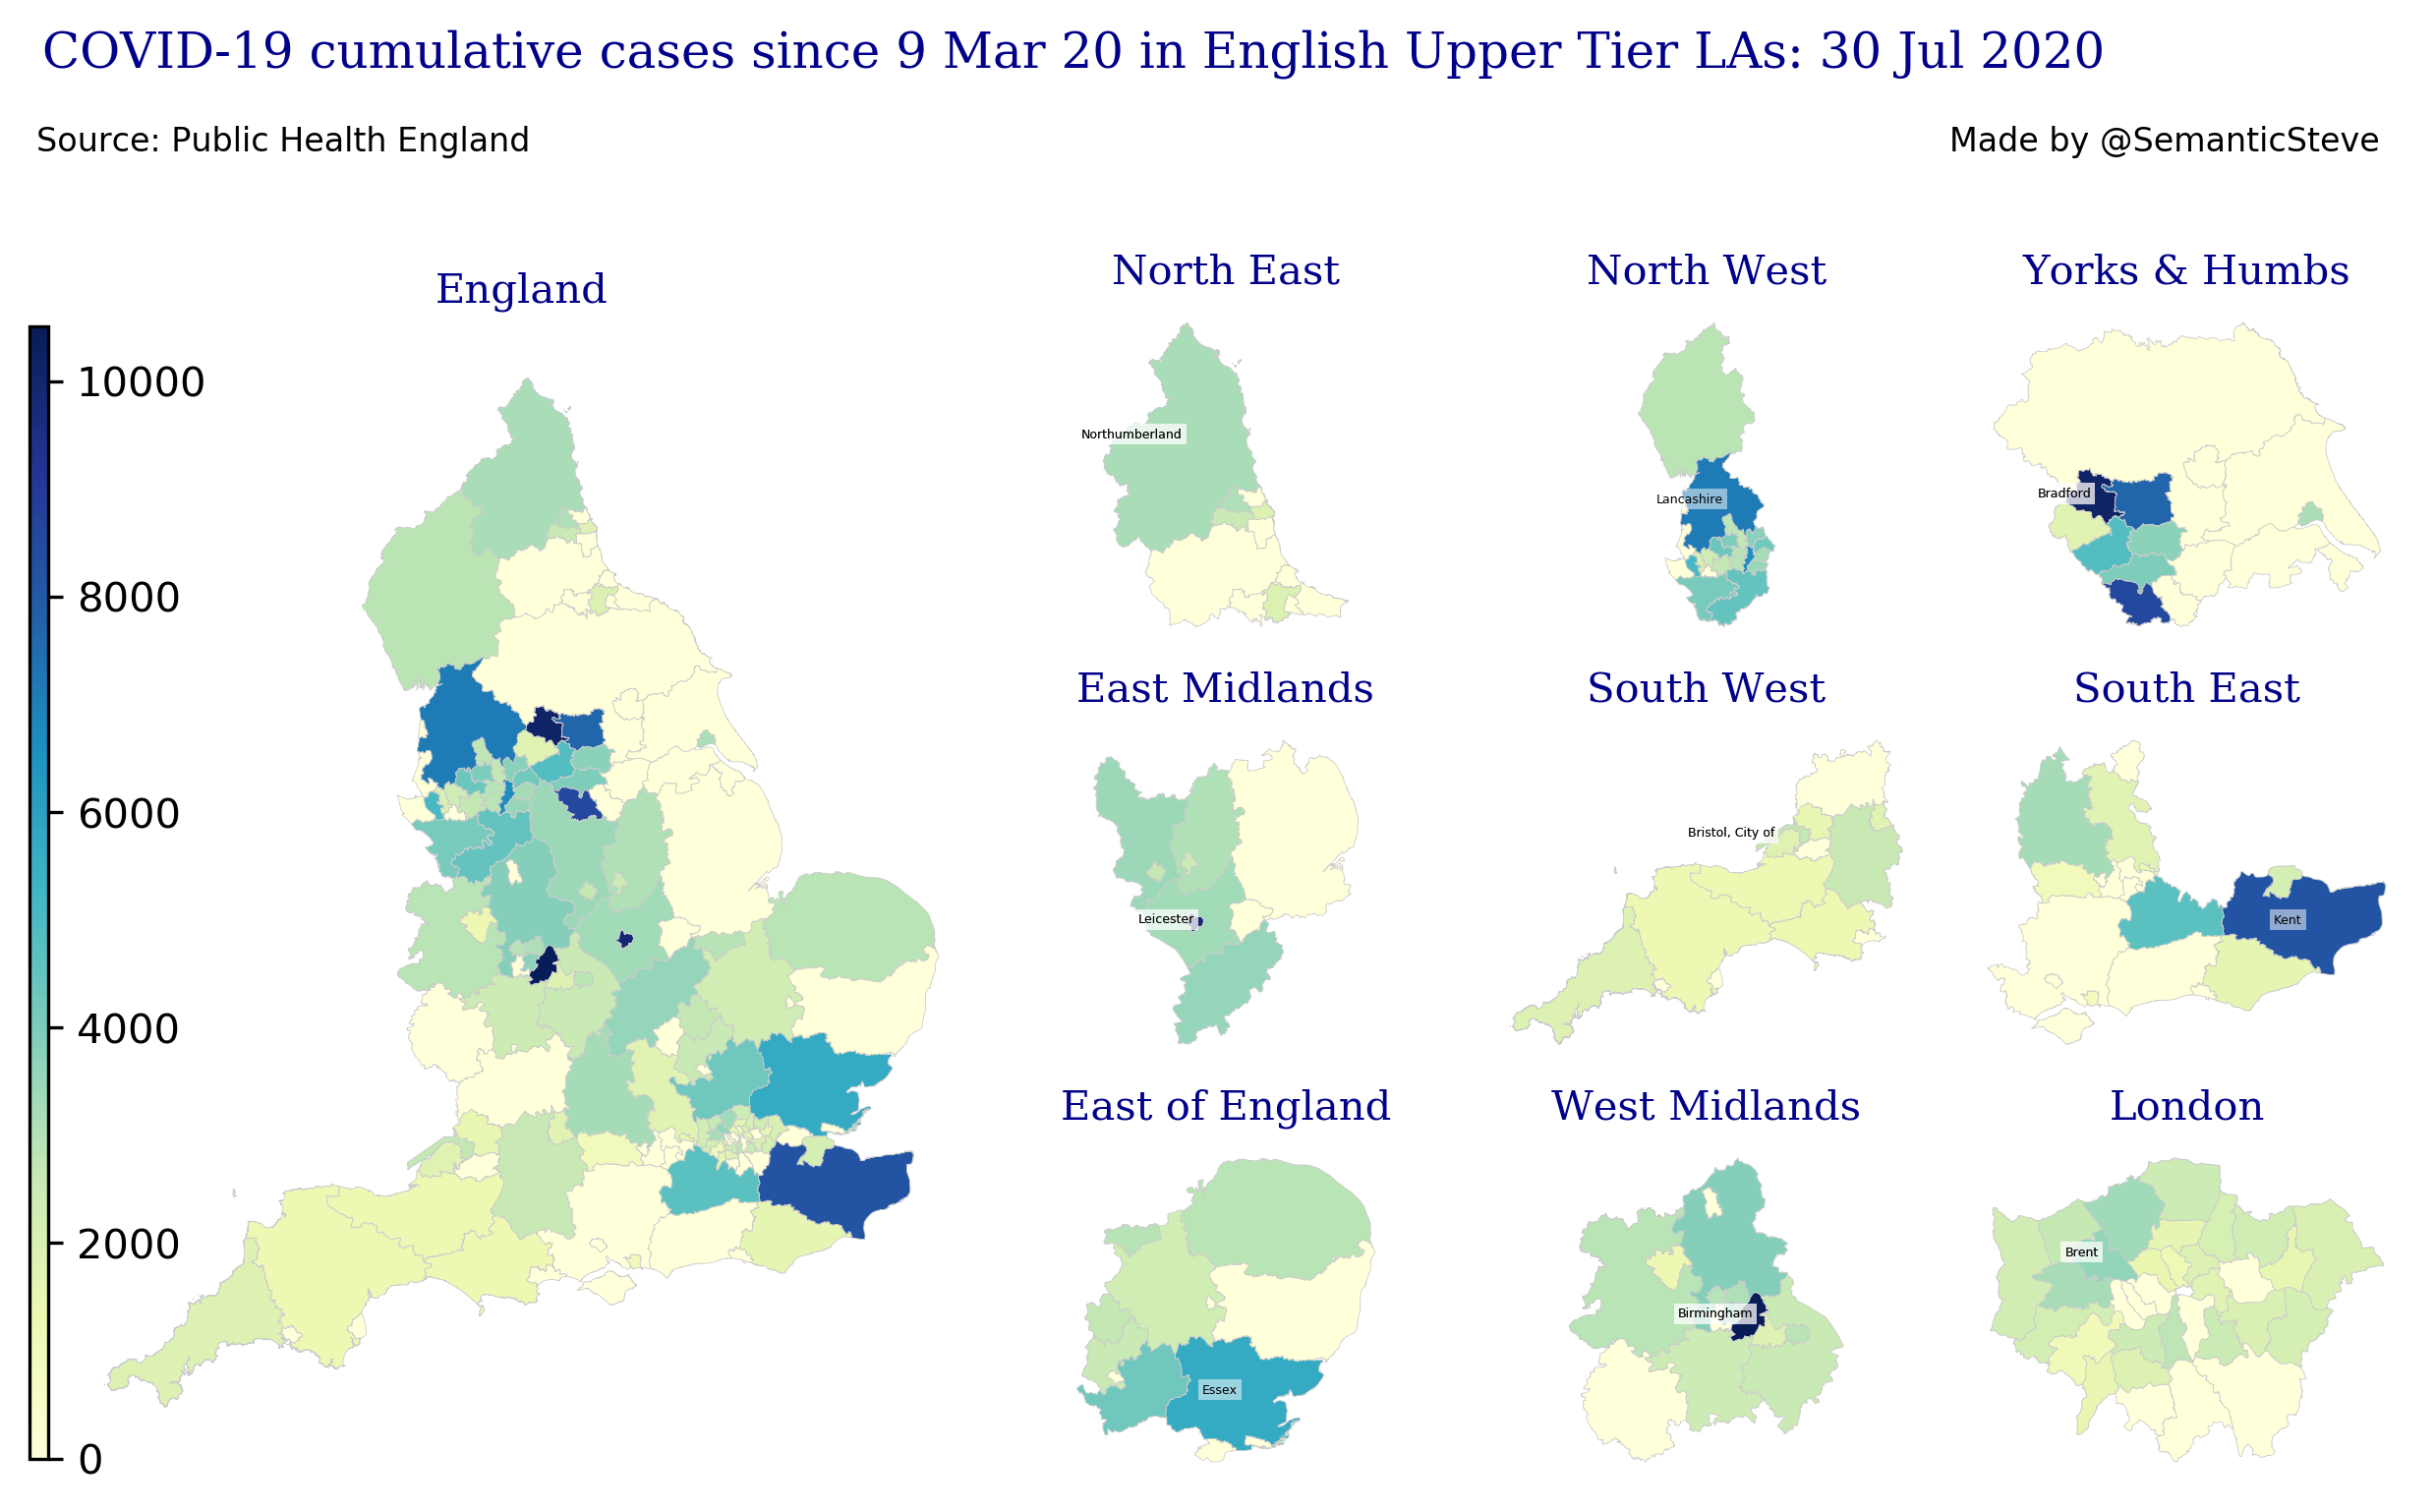 COVID-19 cumulative cases since 9 Mar 20 in English Upper Tier LAs: 30 Jul 2020
Source: Public Health England
Made by @SemanticSteve
England
10000
8000
6000
4000
2000
0
North East
Northumberland
North West
Lancashire
Yorks & Humbs
Bradford
East Midlands
Leicester
South West
Bristol, City of
South East
Kent
East of England
Essex
West Midlands
Birmingham
London
Brent